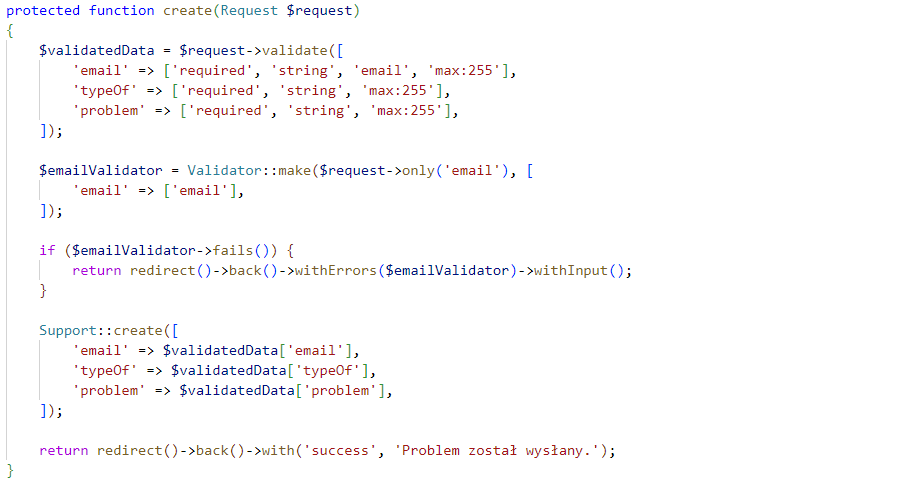 protected function create(Request $request)
{
    $validatedData = $request->validate([
        'email' => ['required', 'string', 'email', 'max:255'],
        'typeOf' => ['required', 'string', 'max:255'],
        'problem' => ['required', 'string', 'max:255'],
    ]);

    $emailValidator = Validator::make($request->only('email'), [
        'email' => ['email'],
    ]);

    if ($emailValidator->fails()) {
        return redirect()->back()->withErrors($emailValidator)->withInput();
    }

    Support::create([
        'email' => $validatedData['email'],
        'typeOf' => $validatedData['typeOf'],
        'problem' => $validatedData['problem'],
    ]);

    return redirect()->back()->with('success', 'Problem został wysłany.');
}